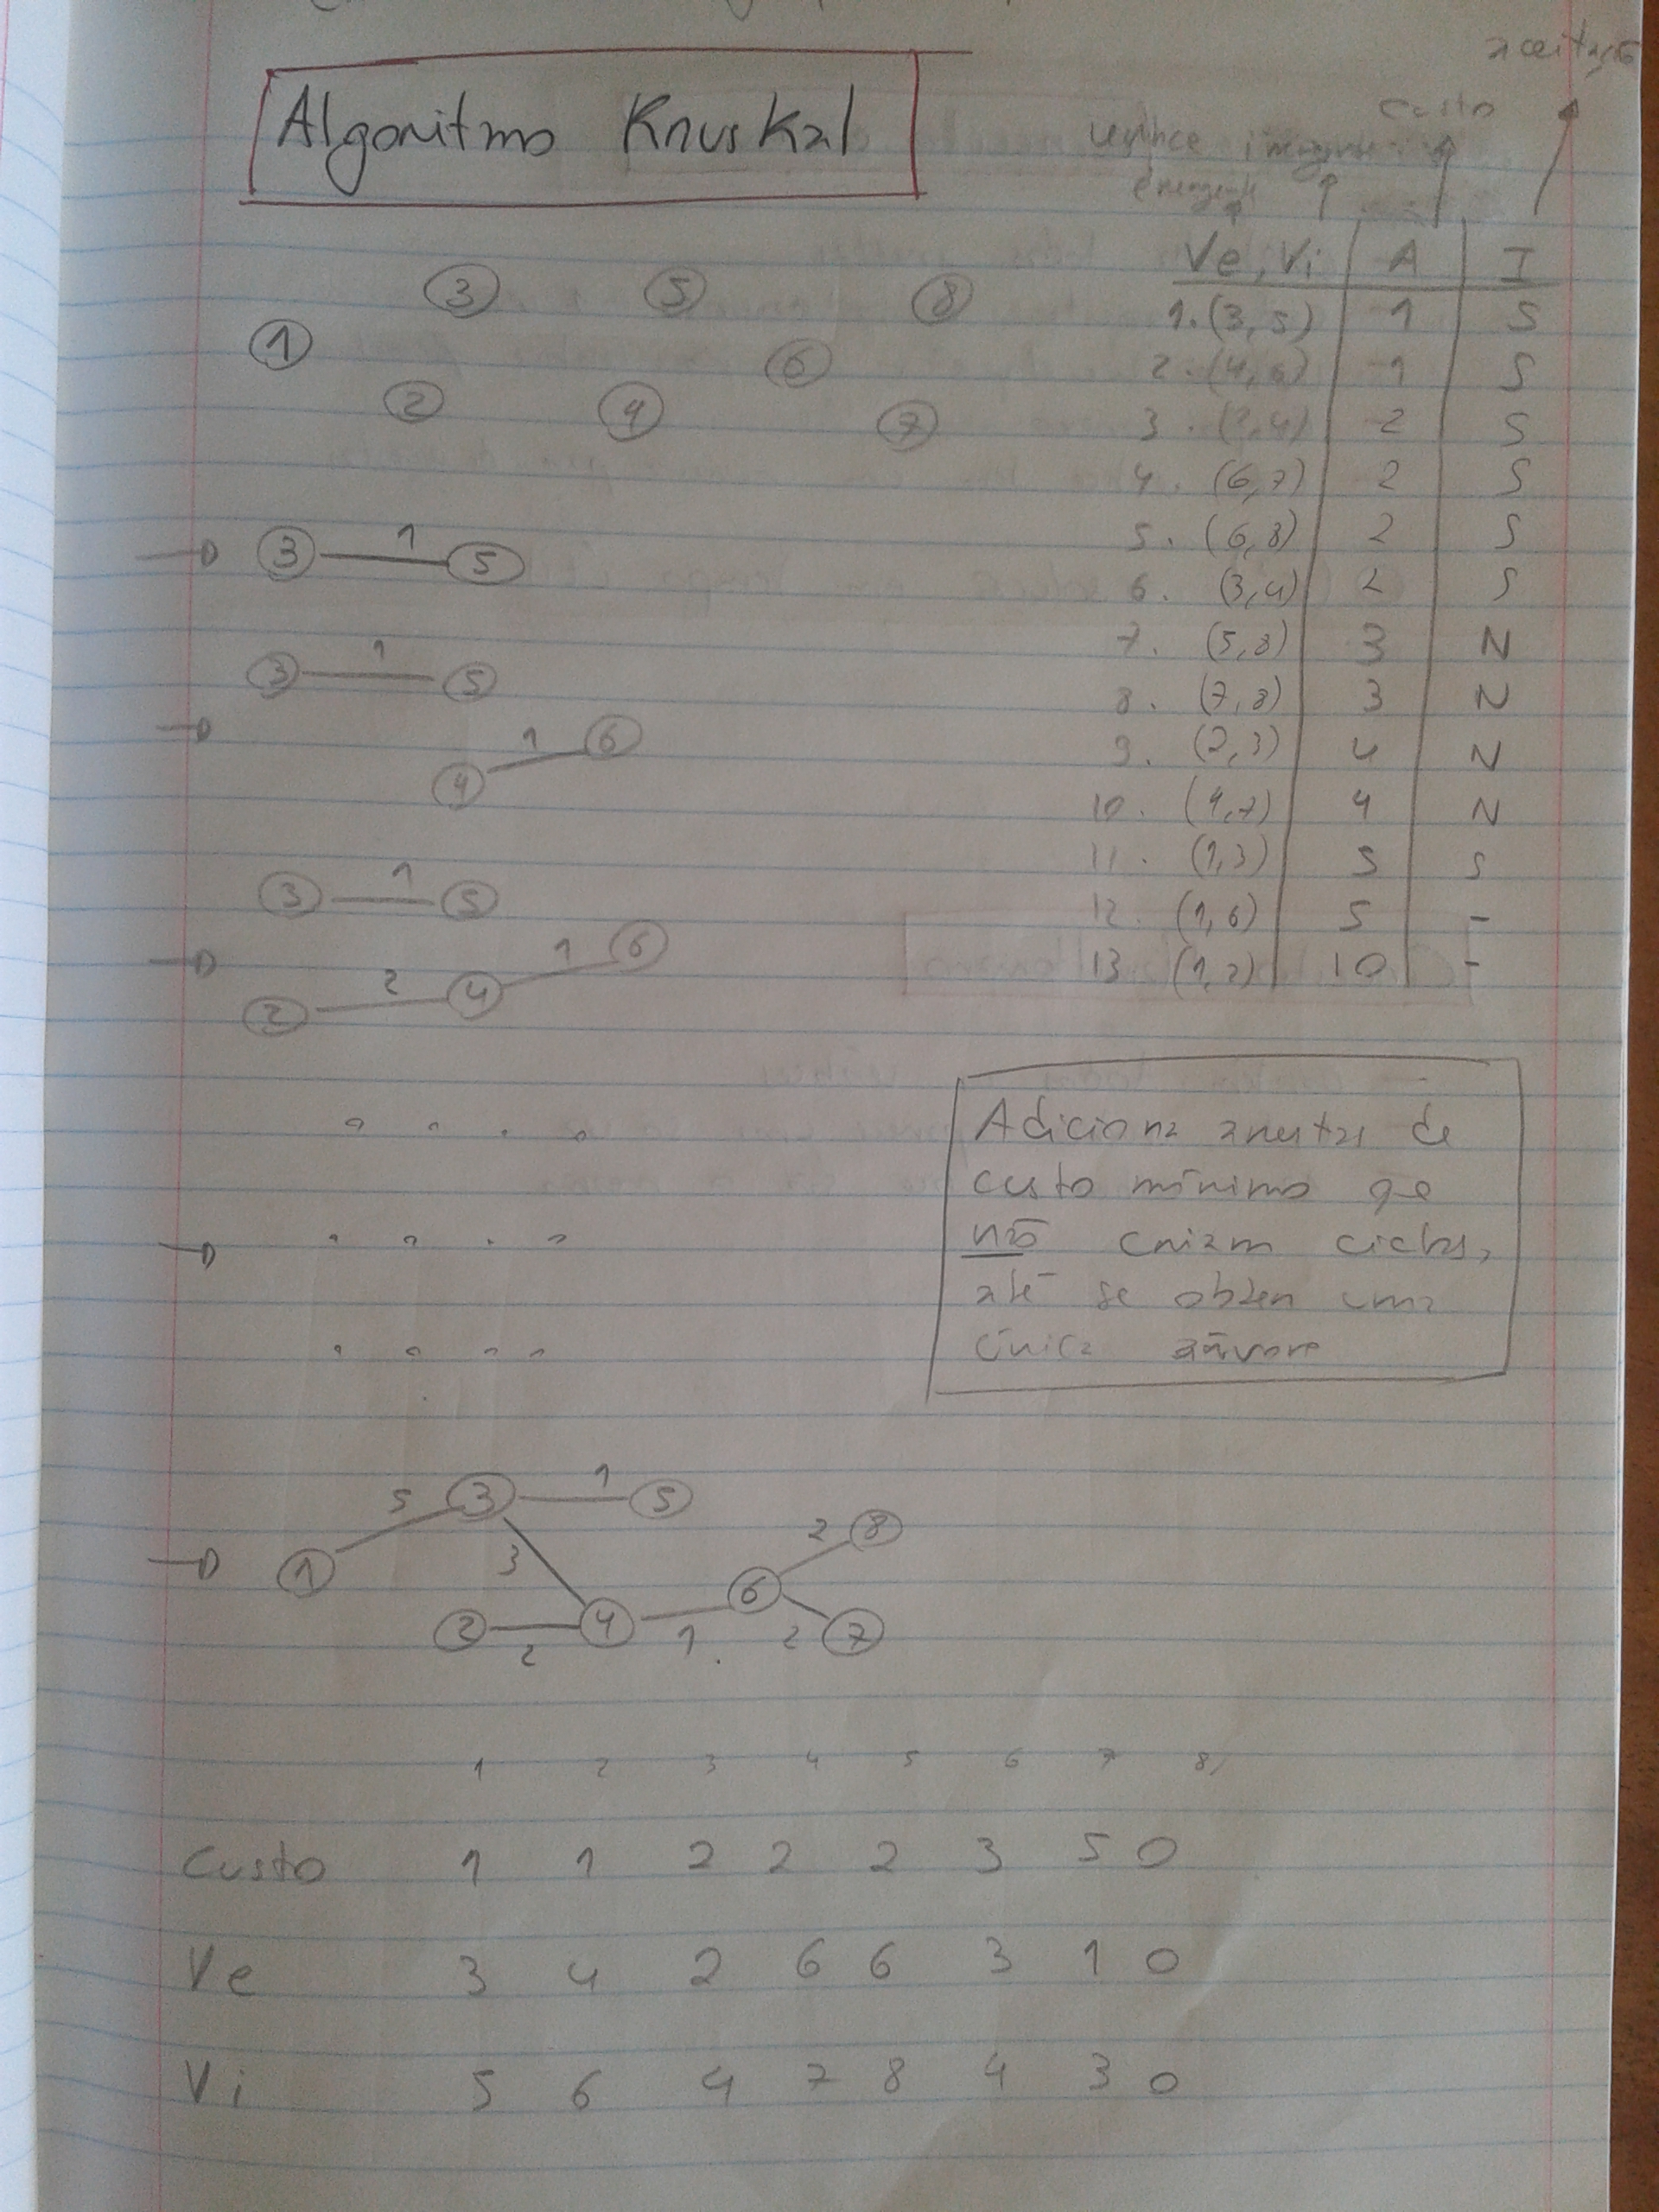 Algoritmo Kruskal
aceitação
custo
vertice
emergente
Ve, Vi A I
1. (3,5) 1 S
2. (4,6) 1 S
3. (2,4) 2 S
4. (6,7) 2 S
5. (6,8) 2 S
6. (3,4) 2 S
7. (5,8) 3 N
8. (7,8) 3 N
9. (2,3) 4 N
10. (4,7) 4 N
11. (1,3) 5 S
12. (1,6) 5 -
13 (1,2) 10 -
3 5 8
1 6
2 4 7
3 1 5
3 1 5
4 1 6
3 1 5
2 2 4 1 6
Adiciona arestas de
custo mínimo qe
não criam ciclos,
até se obter uma
única árvore
5 3 1 5
1 3 2 8
6
2 2 4 1 2 7
1 2 3 4 5 6 7 8
Custo 1 1 2 2 2 3 5 0
Ve 3 4 2 6 6 3 1 0
Vi 5 6 4 7 8 4 3 0